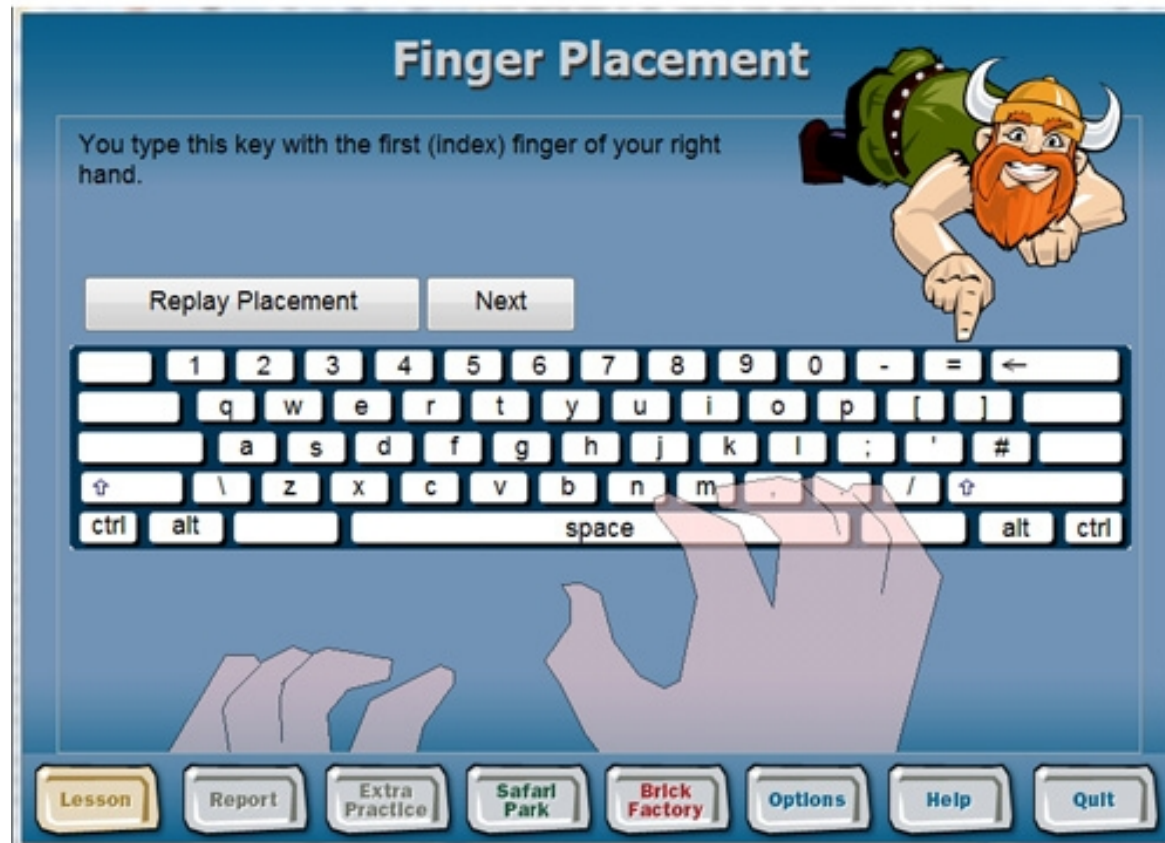 Finger Placement
You type this key with the first (index) finger of your right
hand.
Replay Placement Next
1 2 3 4 5 6 7 8 9 0 - = ←
q w e r t y u i o p [ ]
a s d f g h j k l ; ' #
⇧ \ z x c v b n m , . / ⇧
ctrl alt space alt ctrl
Lesson Report Extra Practice Safari Park Brick Factory Options Help Quit